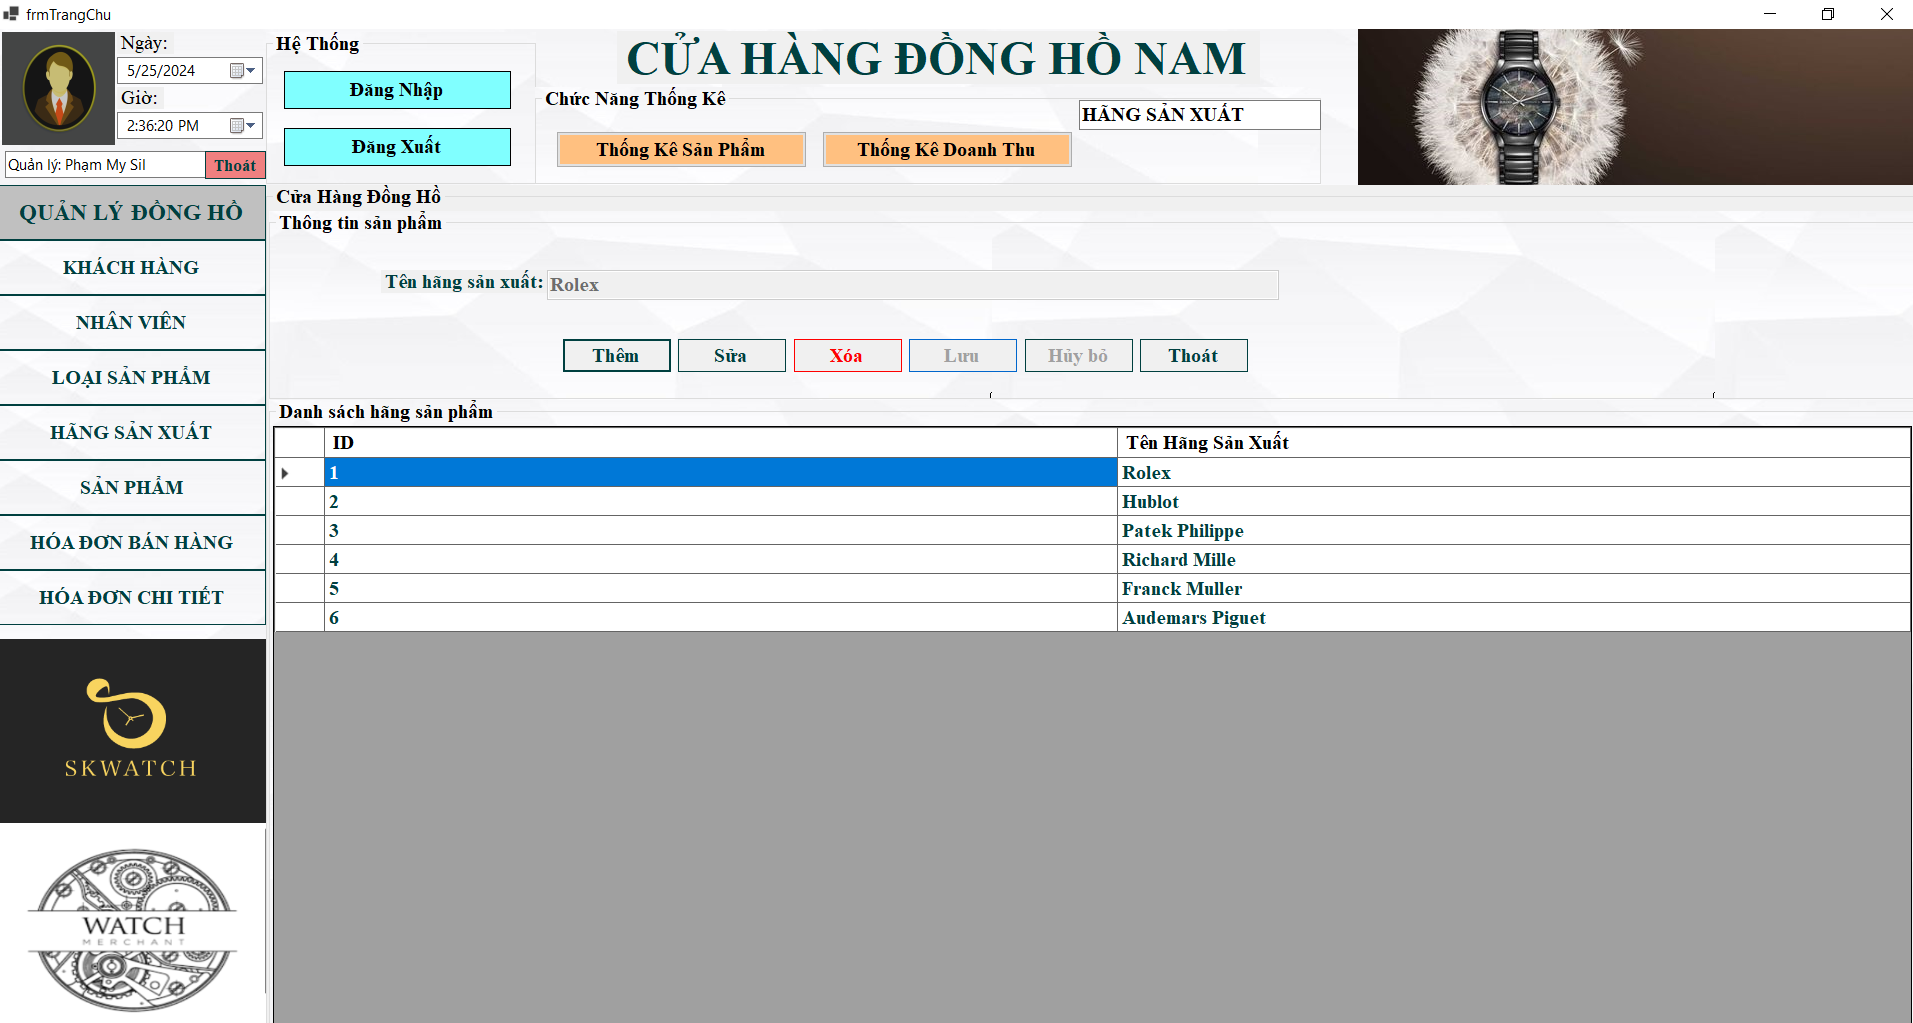 frmTrangChu
Ngày:
5/25/2024
Giờ:
2:36:20 PM
Quản lý: Phạm My Sil
Thoát
Hệ Thống
Đăng Nhập
Đăng Xuất
CỬA HÀNG ĐỒNG HỒ NAM
Chức Năng Thống Kê
HÃNG SẢN XUẤT
Thống Kê Sản Phẩm
Thống Kê Doanh Thu
QUẢN LÝ ĐỒNG HỒ
KHÁCH HÀNG
NHÂN VIÊN
LOẠI SẢN PHẨM
HÃNG SẢN XUẤT
SẢN PHẨM
HÓA ĐƠN BÁN HÀNG
HÓA ĐƠN CHI TIẾT
SKWATCH
WATCH
MERCHANT
Cửa Hàng Đồng Hồ
Thông tin sản phẩm
Tên hãng sản xuất: Rolex
Thêm Sửa Xóa Lưu Hủy bỏ Thoát
Danh sách hãng sản phẩm
ID Tên Hãng Sản Xuất
1 Rolex
2 Hublot
3 Patek Philippe
4 Richard Mille
5 Franck Muller
6 Audemars Piguet